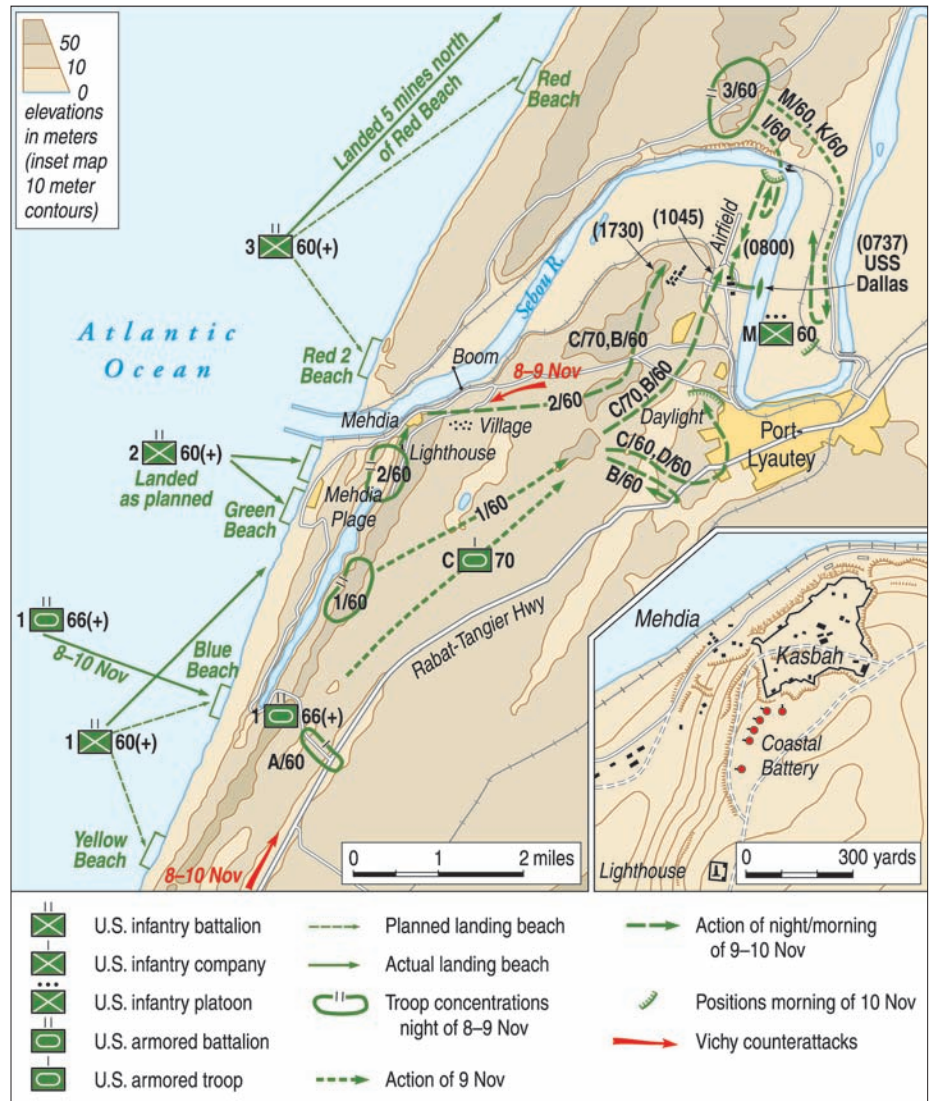 50
10
0
elevations
in meters
(inset map
10 meter
contours)
Landed 5 miles north
of Red Beach
Red
Beach
3/60
M/60, K/60
I/60
3 60(+)
(1730)
(1045)
Airfield
(0800)
(0737)
USS
Dallas
Sebou R.
Atlantic
Ocean
Red 2
Beach
Boom
8–9 Nov
C/70,B/60
M 60
2/60
C/70,B/60
Mehdia
Village
Daylight
Lighthouse
2 60(+)
Landed
as planned
2/60
Port-
Lyautey
C/60, D/60
B/60
Green
Beach
Mehdia
Plage
1/60
C 70
1/60
1 66(+)
8–10 Nov
Blue
Beach
Rabat-Tangier Hwy
1 60(+)
1 66(+)
A/60
Yellow
Beach
8–10 Nov
0 1 2 miles
Mehdia
Kasbah
Coastal
Battery
Lighthouse
0 300 yards
U.S. infantry battalion
U.S. infantry company
U.S. infantry platoon
U.S. armored battalion
U.S. armored troop
Planned landing beach
Actual landing beach
Troop concentrations
night of 8–9 Nov
Action of 9 Nov
Action of night/morning
of 9–10 Nov
Positions morning of 10 Nov
Vichy counterattacks